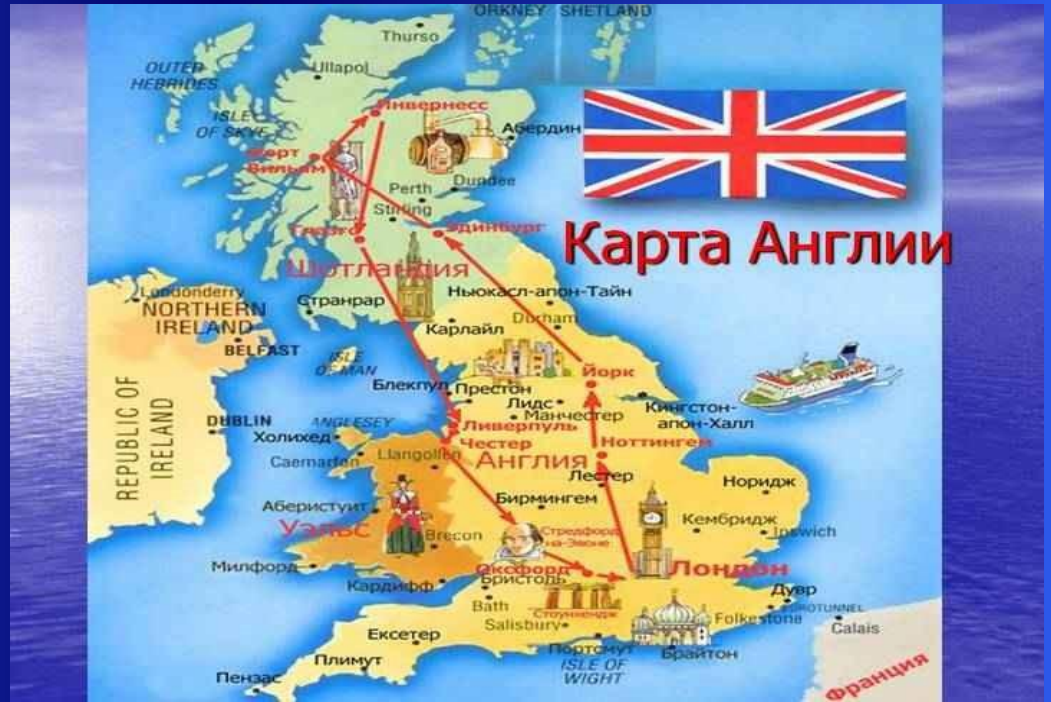 ORKNEY SHETLAND
Thurso
Ullapol
OUTER
HEBRIDES
ISLE
OF SKYE
Инвернесс
Абердин
Форт
Вильям
Perth
Dundee
Stirling
Глазго
Эдинбург
Карта Англии
Шотландия
Londonderry
NORTHERN
IRELAND
BELFAST
Странрар
Ньюкасл-апон-Тайн
Durham
Карлайл
ISLE
OF MAN
Йорк
Блекпул
Престон
Лидс
Манчестер
Кингстон-
апон-Халл
REPUBLIC OF
IRELAND
DUBLIN
ANGLESEY
Холихед
Caernarfon
Llangollen
Ливерпуль
Честер
Англия
Ноттингем
Лестер
Норидж
Бирмингем
Аберистуит
Уэльс
Brecon
Стредфорд
на-Эвоне
Кембридж
Ipswich
Милфорд
Кардифф
Оксфорд
Бристоль
Лондон
Bath
Стоунхендж
Salisbury
Дувр
EUROTUNNEL
Folkestone
Calais
Ексетер
Портсмут
ISLE OF
WIGHT
Брайтон
Плимут
Пензас
Франция